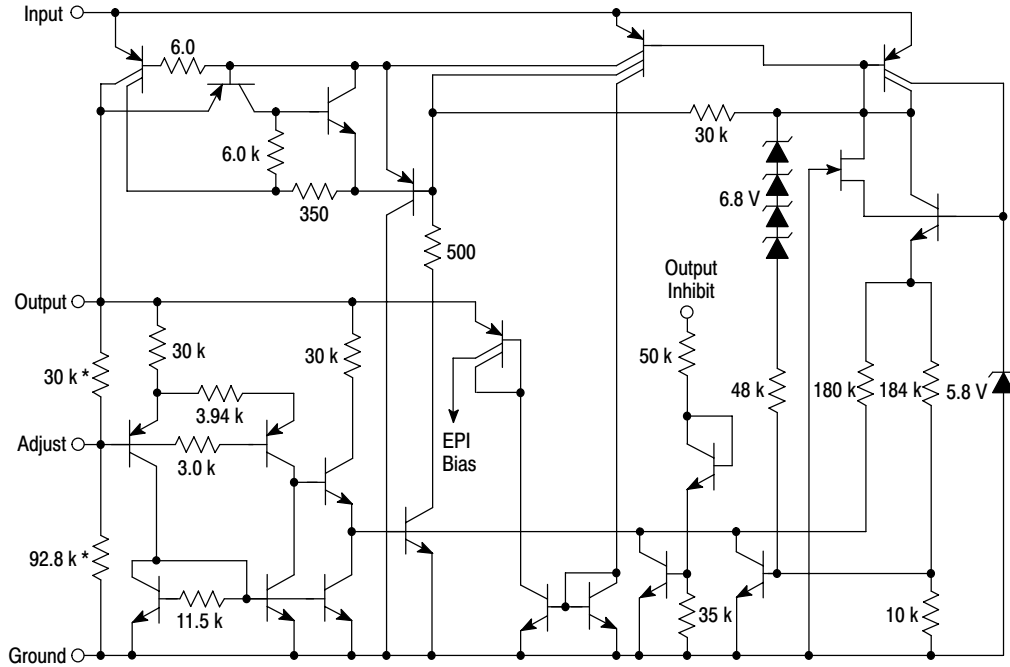 Input
6.0
6.0 k
350
30 k
6.8 V
500
Output
Inhibit
Output
30 k
30 k
50 k
30 k *
48 k
180 k
184 k
5.8 V
3.94 k
Adjust
EPI
Bias
3.0 k
92.8 k *
11.5 k
35 k
10 k
Ground